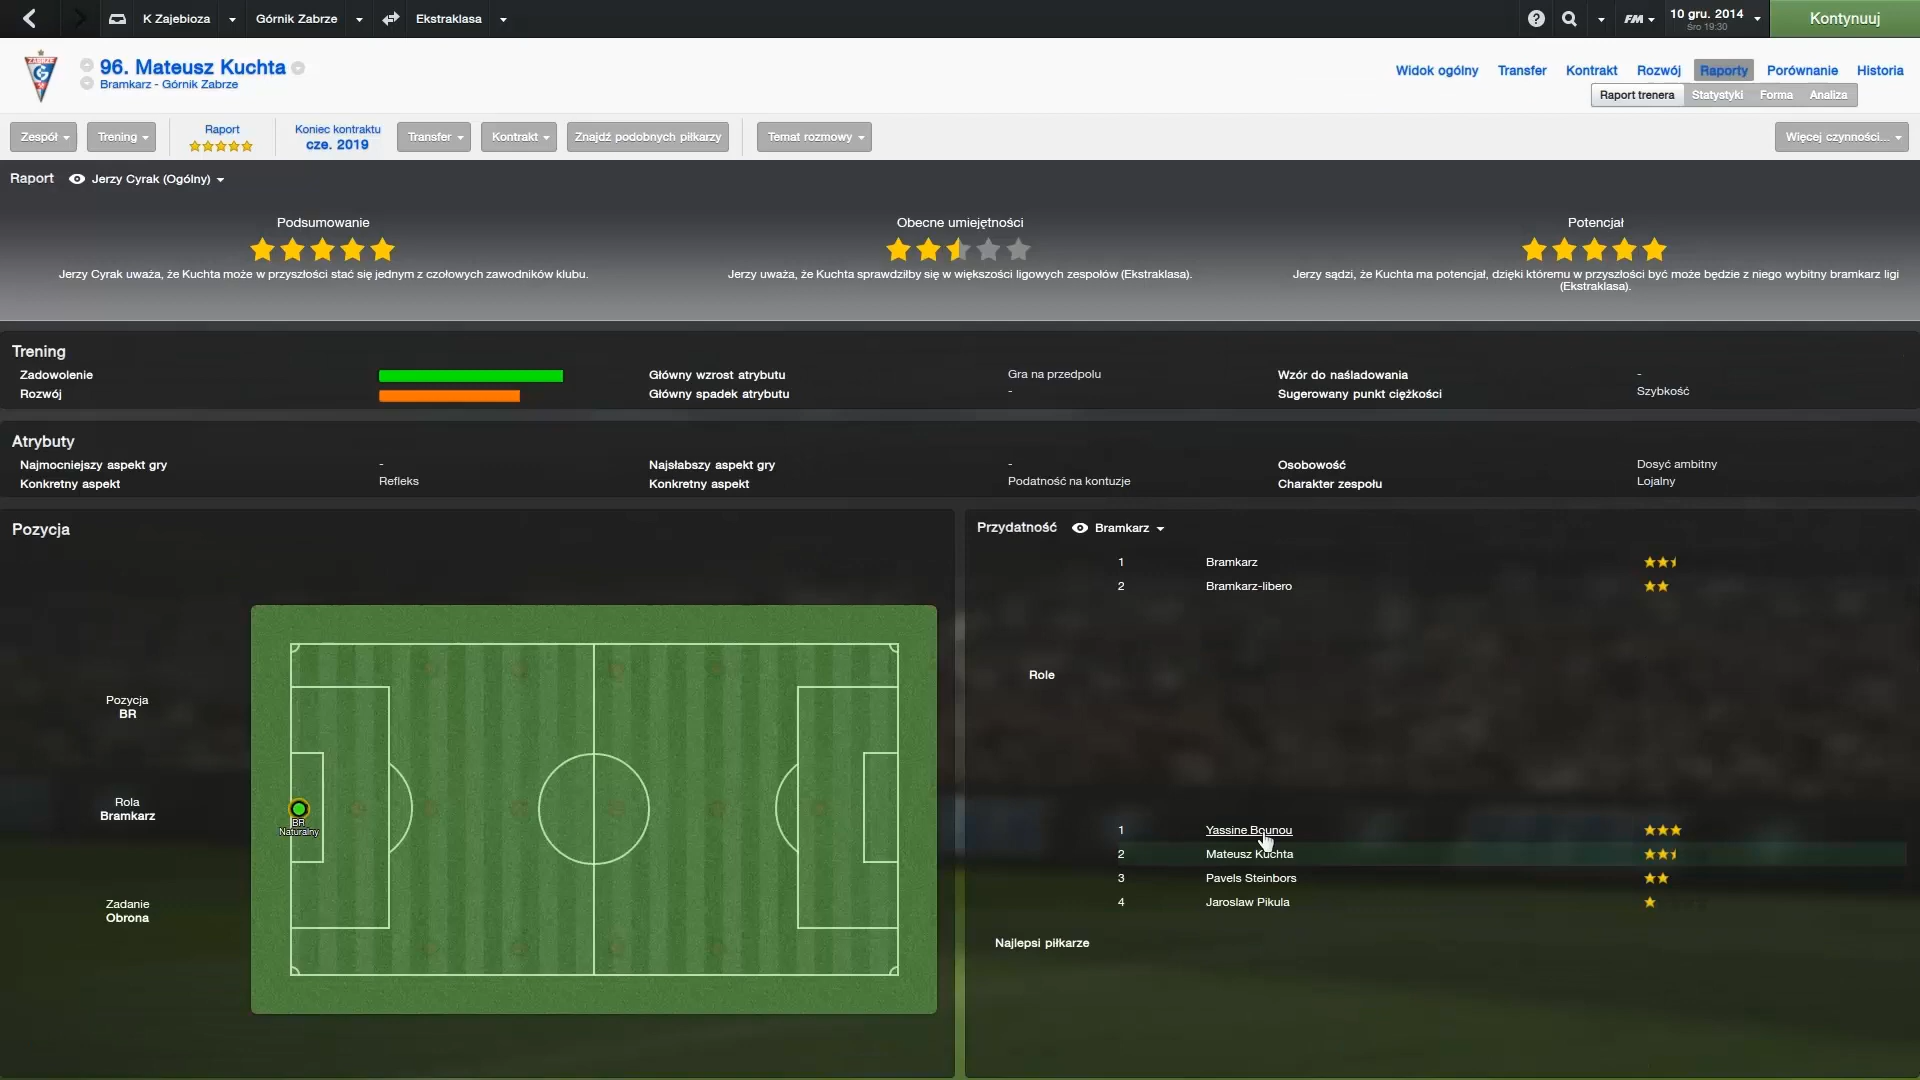 K Zajebioza
Górnik Zabrze
Ekstraklasa
FM
10 gru. 2014
śro 19:30
Kontynuuj
ZABRZE
96. Mateusz Kuchta
Bramkarz - Górnik Zabrze
Widok ogólny
Transfer
Kontrakt
Rozwój
Raporty
Porównanie
Historia
Raport trenera
Statystyki
Forma
Analiza
Zespół
Trening
Raport
Koniec kontraktu
cze. 2019
Transfer
Kontrakt
Znajdź podobnych piłkarzy
Temat rozmowy
Więcej czynności...
Raport
Jerzy Cyrak (Ogólny)
Podsumowanie
Jerzy Cyrak uważa, że Kuchta może w przyszłości stać się jednym z czołowych zawodników klubu.
Obecne umiejętności
Jerzy uważa, że Kuchta sprawdziłby się w większości ligowych zespołów (Ekstraklasa).
Potencjał
Jerzy sądzi, że Kuchta ma potencjał, dzięki któremu w przyszłości być może będzie z niego wybitny bramkarz ligi
(Ekstraklasa).
Trening
Zadowolenie
Rozwój
Główny wzrost atrybutu
Gra na przedpolu
Główny spadek atrybutu
-
Wzór do naśladowania
-
Sugerowany punkt ciężkości
Szybkość
Atrybuty
Najmocniejszy aspekt gry
-
Konkretny aspekt
Refleks
Najsłabszy aspekt gry
-
Konkretny aspekt
Podatność na kontuzje
Osobowość
Dosyć ambitny
Charakter zespołu
Lojalny
Pozycja
Pozycja
BR
Rola
Bramkarz
Zadanie
Obrona
BR
Naturalny
Przydatność
Bramkarz
1 Bramkarz
2 Bramkarz-libero
Role
1 Yassine Bounou
2 Mateusz Kuchta
3 Pavels Steinbors
4 Jaroslaw Pikula
Najlepsi piłkarze